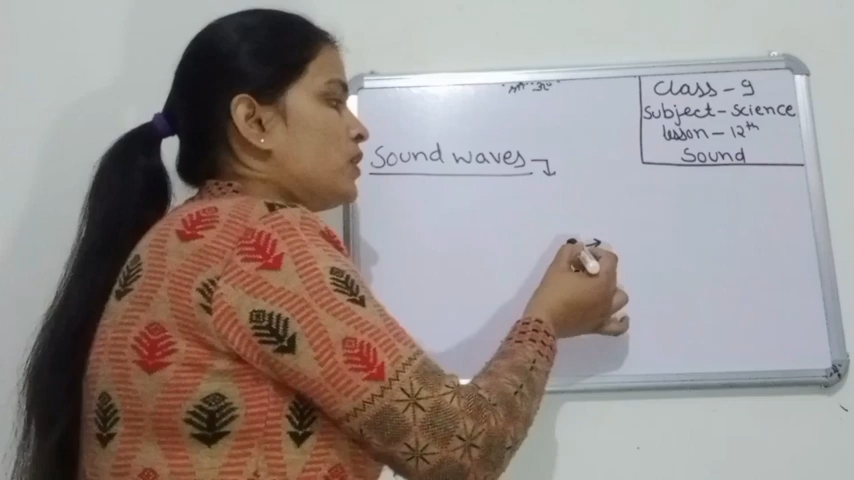 Class - 9
Subject - Science
lesson - 12th
Sound
Sound waves